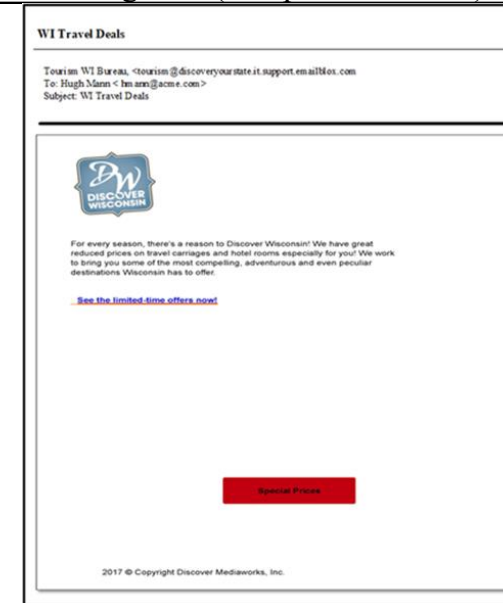 WI Travel Deals
Tourism WI Bureau, <tourism@discoveryourstate.it.support.emailblox.com
To: Hugh Mann < hmann@acme.com>
Subject: WI Travel Deals
DW
DISCOVER
WISCONSIN
For every season, there's a reason to Discover Wisconsin! We have great
reduced prices on travel carriages and hotel rooms especially for you! We work
to bring you some of the most compelling, adventurous and even peculiar
destinations Wisconsin has to offer.
See the limited-time offers now!
Special Prices
2017 © Copyright Discover Mediaworks, Inc.